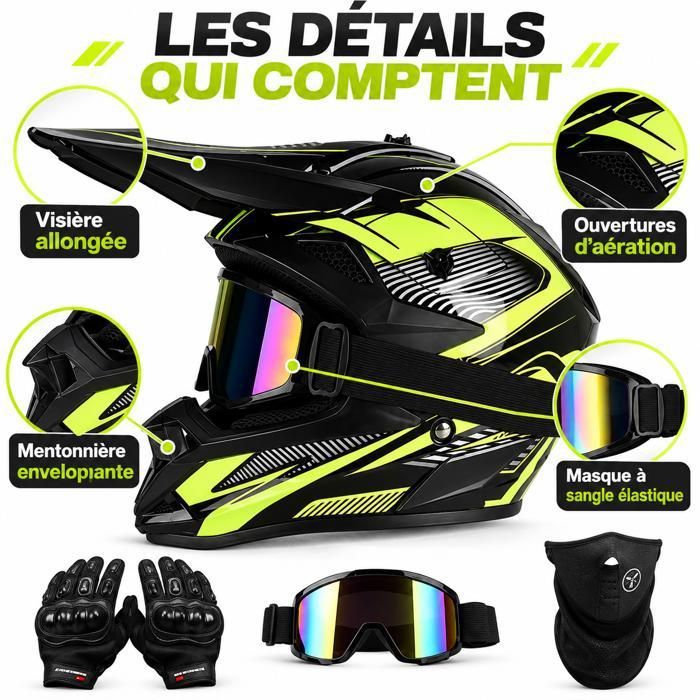 LES DÉTAILS
QUI COMPTENT
Visière
allongée
Ouvertures
d'aération
Mentonnière
enveloppante
Masque à
sangle élastique